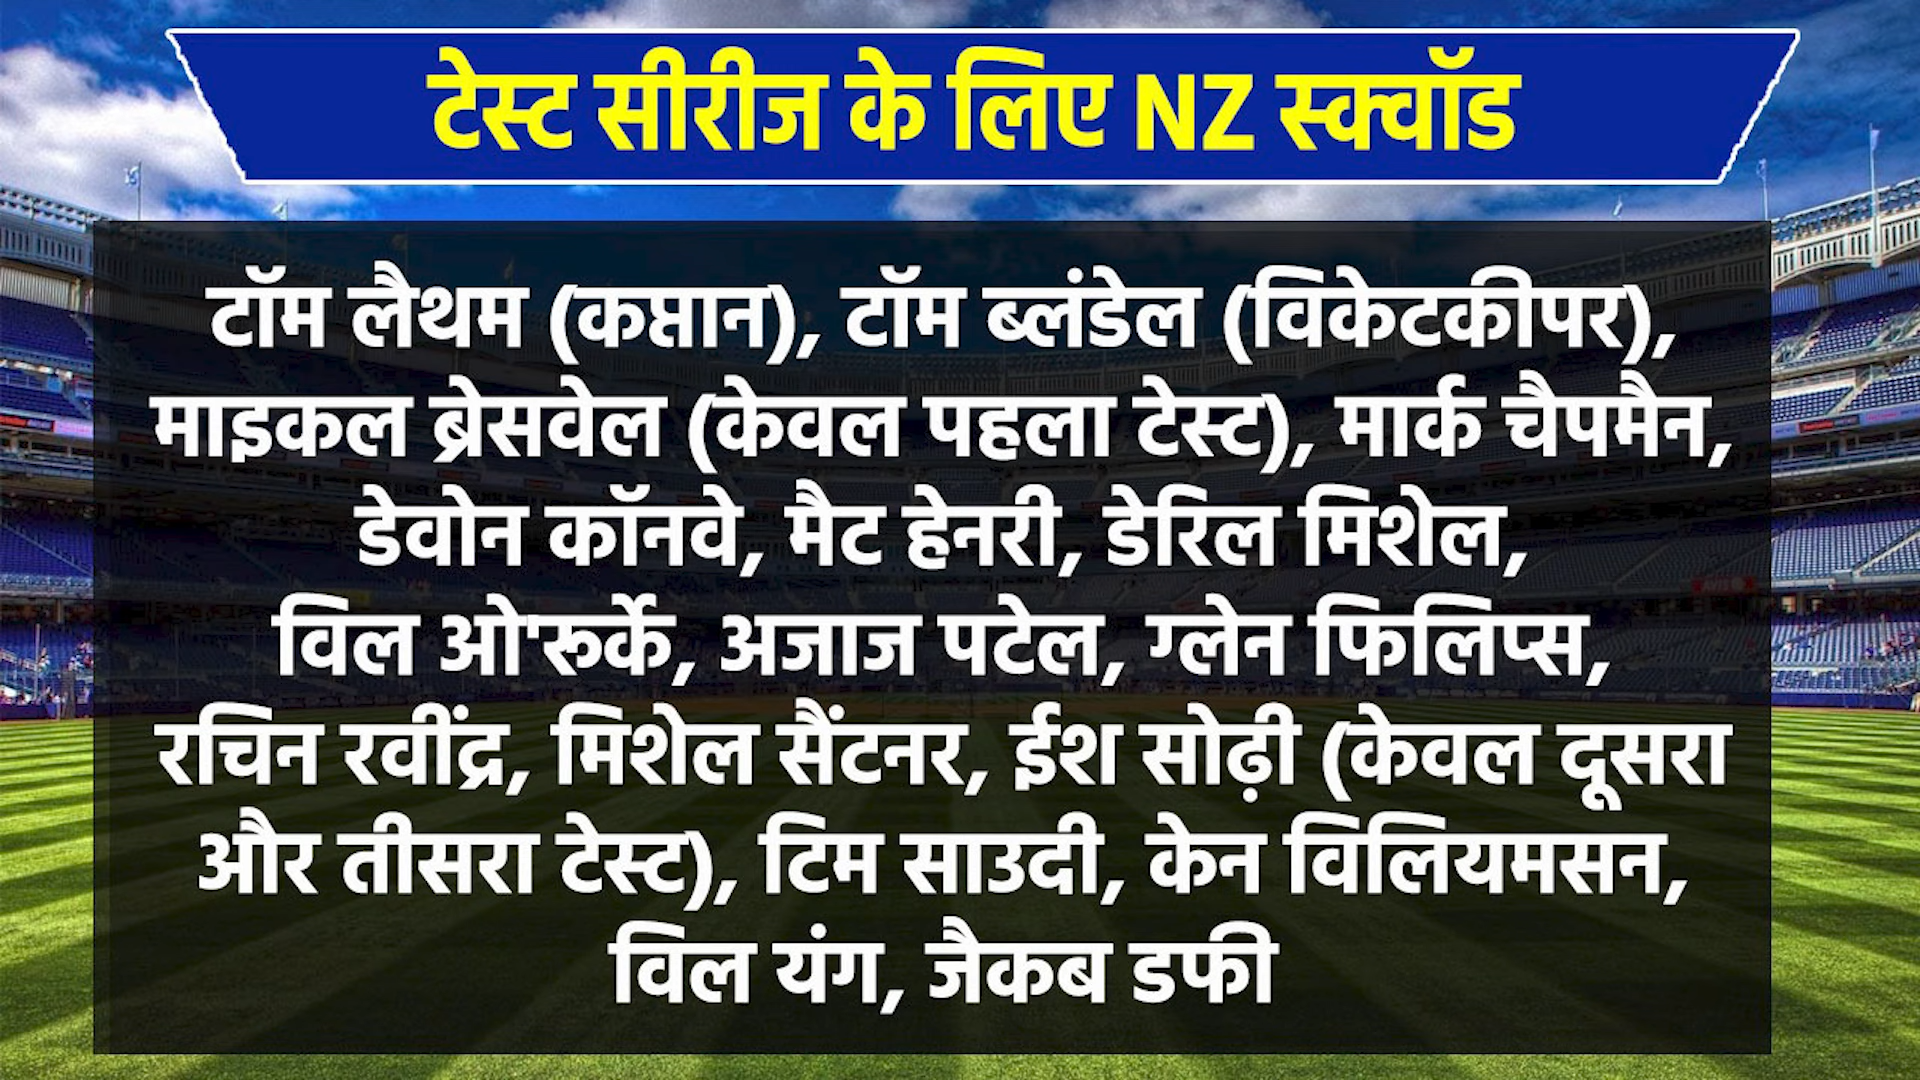 टेस्ट सीरीज के लिए NZ स्क्वॉड
टॉम लैथम (कप्तान), टॉम ब्लंडेल (विकेटकीपर),
माइकल ब्रेसवेल (केवल पहला टेस्ट), मार्क चैपमैन,
डेवोन कॉनवे, मैट हेनरी, डेरिल मिशेल,
विल ओ'रूर्के, अजाज पटेल, ग्लेन फिलिप्स,
रचिन रवींद्र, मिशेल सैंटनर, ईश सोढ़ी (केवल दूसरा
और तीसरा टेस्ट), टिम साउदी, केन विलियमसन,
विल यंग, जैकब डफी